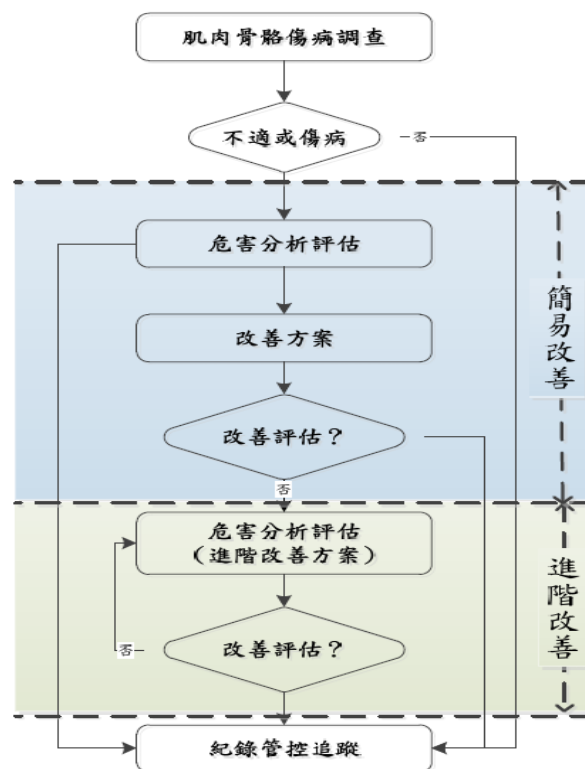 肌肉骨骼傷病調查
不適或傷病
否
危害分析評估
改善方案
簡易改善
改善評估？
否
危害分析評估
（進階改善方案）
進階改善
否
改善評估？
紀錄管控追蹤